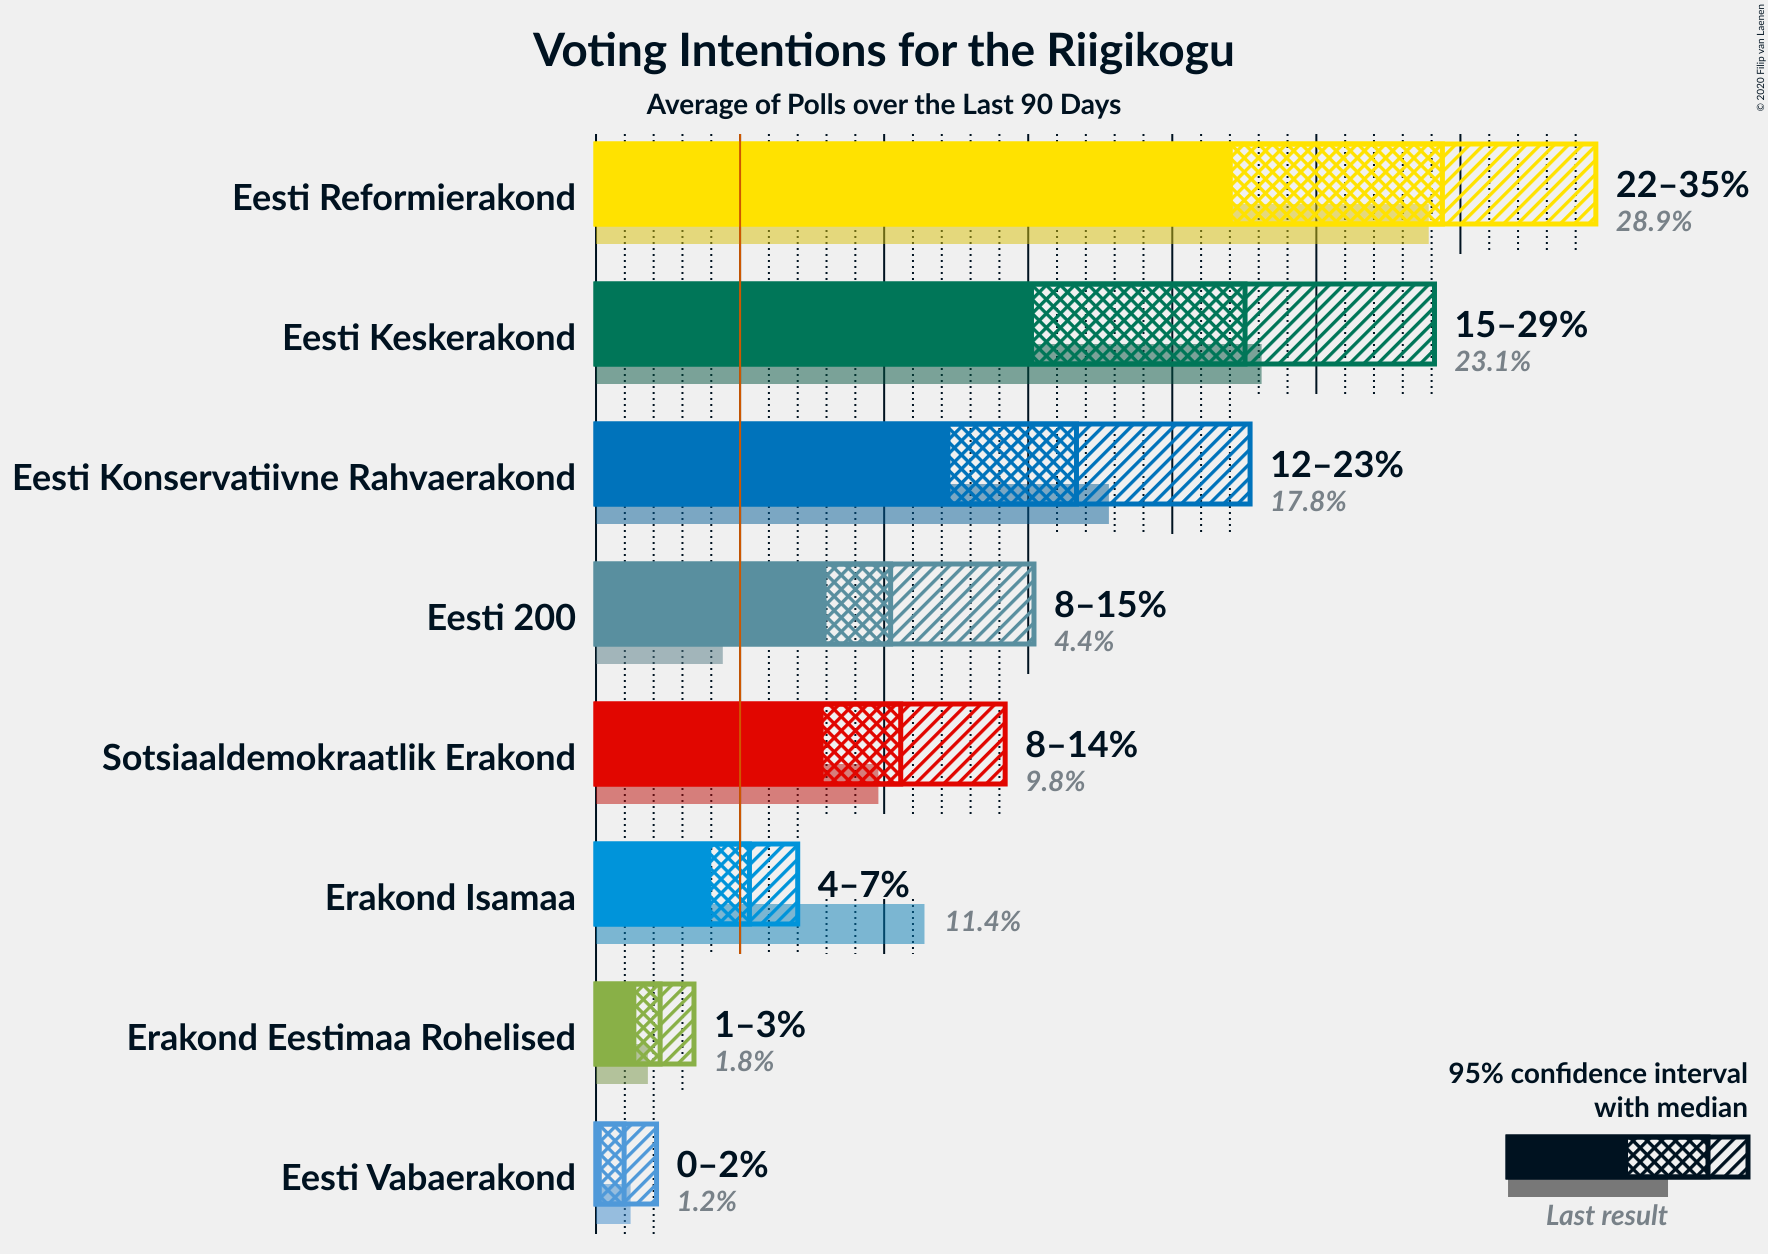 Voting Intentions for the Riigikogu
Average of Polls over the Last 90 Days
© 2020 Filip van Laenen
Eesti Reformierakond
22–35%
28.9%
Eesti Keskerakond
15–29%
23.1%
Eesti Konservatiivne Rahvaerakond
12–23%
17.8%
Eesti 200
8–15%
4.4%
Sotsiaaldemokraatlik Erakond
8–14%
9.8%
Erakond Isamaa
4–7%
11.4%
Erakond Eestimaa Rohelised
1–3%
1.8%
Eesti Vabaerakond
0–2%
1.2%
95% confidence interval
with median
Last result